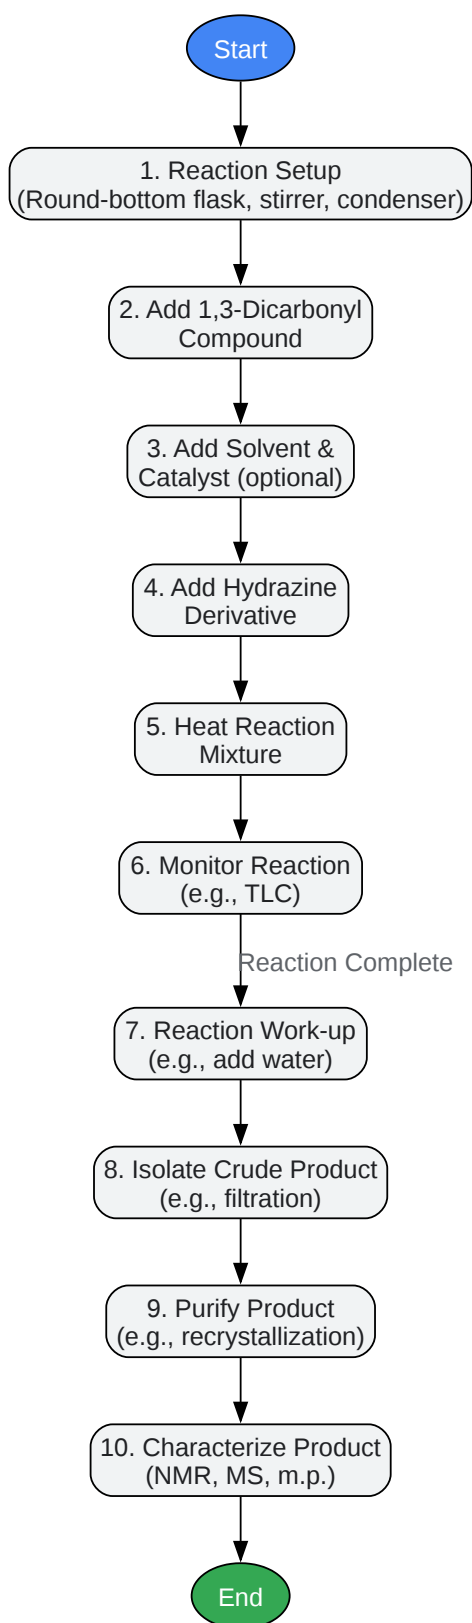 Start
1. Reaction Setup
(Round-bottom flask, stirrer, condenser)
2. Add 1,3-Dicarbonyl
Compound
3. Add Solvent &
Catalyst (optional)
4. Add Hydrazine
Derivative
5. Heat Reaction
Mixture
6. Monitor Reaction
(e.g., TLC)
Reaction Complete
7. Reaction Work-up
(e.g., add water)
8. Isolate Crude Product
(e.g., filtration)
9. Purify Product
(e.g., recrystallization)
10. Characterize Product
(NMR, MS, m.p.)
End